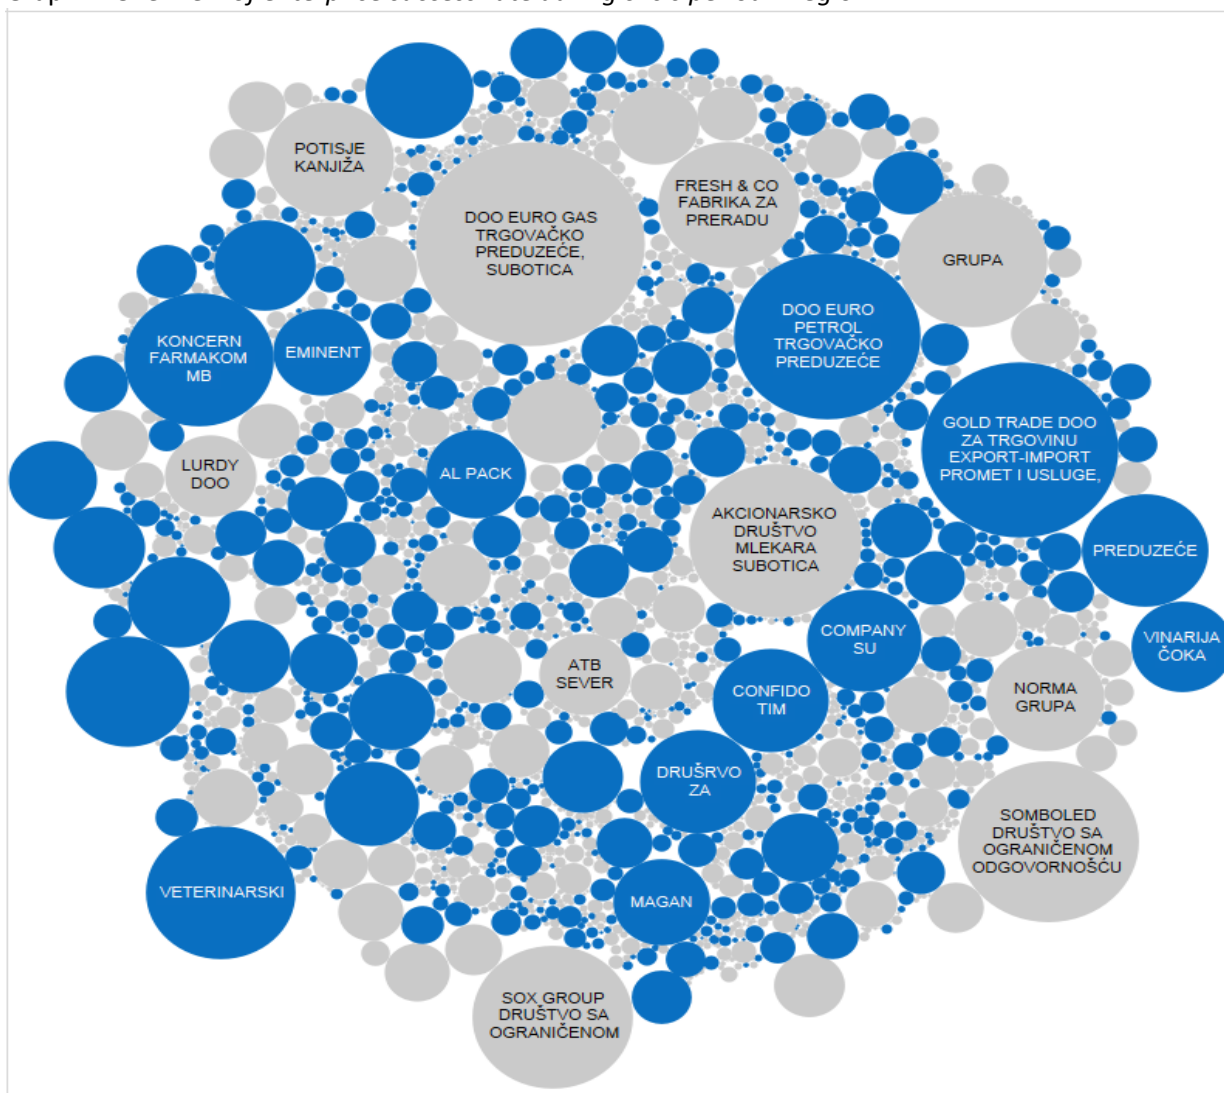 POTISJE
KANJIŽA
DOO EURO GAS
TRGOVAČKO
PREDUZEĆE,
SUBOTICA
FRESH & CO
FABRIKA ZA
PRERADU
GRUPA
DOO EURO
PETROL
TRGOVAČKO
PREDUZEĆE
KONCERN
FARMAKOM
MB
EMINENT
GOLD TRADE DOO
ZA TRGOVINU
EXPORT-IMPORT
PROMET I USLUGE,
LURDY
DOO
AL PACK
AKCIONARSKO
DRUŠTVO
MLEKARA
SUBOTICA
PREDUZEĆE
COMPANY
SU
VINARIJA
ČOKA
ATB
SEVER
CONFIDO
TIM
NORMA
GRUPA
DRUŠRVO
ZA
SOMBOLED
DRUŠTVO SA
OGRANIČENOM
ODGOVORNOŠĆU
VETERINARSKI
MAGAN
SOX GROUP
DRUŠTVO SA
OGRANIČENOM